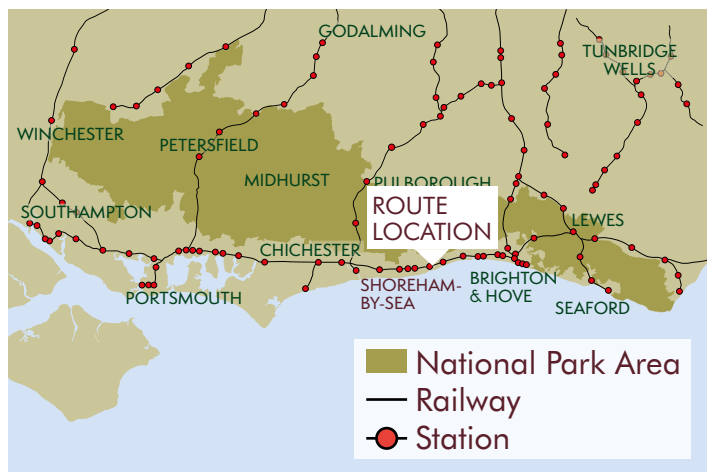 GODALMING
TUNBRIDGE
WELLS
WINCHESTER
PETERSFIELD
MIDHURST
PULBOROUGH
ROUTE
LOCATION
SOUTHAMPTON
LEWES
CHICHESTER
PORTSMOUTH
SHOREHAM-
BY-SEA
BRIGHTON
& HOVE
SEAFORD
National Park Area
Railway
Station